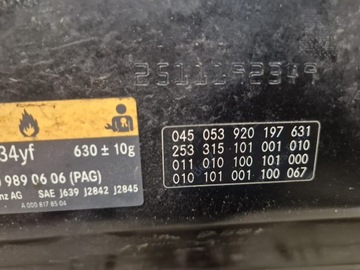 2511192349
34yf 630 ± 10g
989 06 06 (PAG)
nz AG SAE J639 J2842 J2845
A 000 817 85 04
045 053 920 197 631
253 315 101 001 010
011 010 100 101 000
010 101 001 100 067